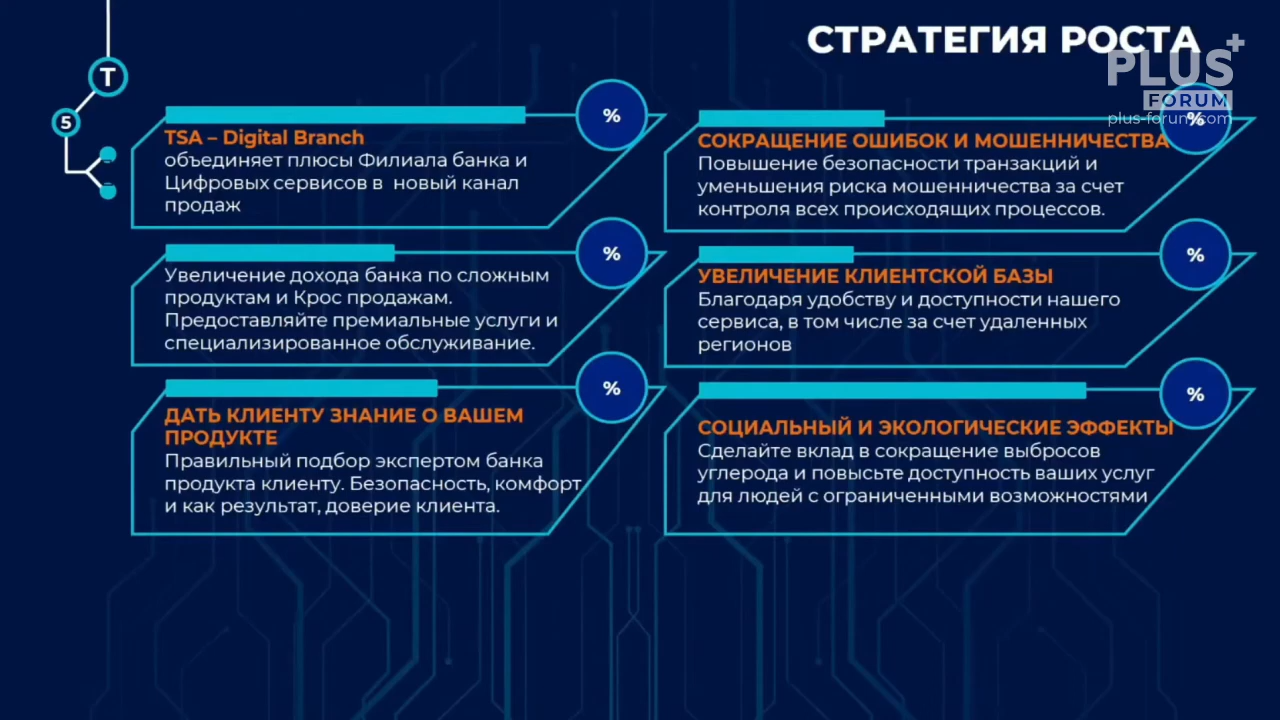 СТРАТЕГИЯ РОСТА
PLUS+
FORUM
plus-forum.com
T
5
%
TSA – Digital Branch
объединяет плюсы Филиала банка и
Цифровых сервисов в новый канал
продаж
%
Увеличение дохода банка по сложным
продуктам и Крос продажам.
Предоставляйте премиальные услуги и
специализированное обслуживание.
%
ДАТЬ КЛИЕНТУ ЗНАНИЕ О ВАШЕМ
ПРОДУКТЕ
Правильный подбор экспертом банка
продукта клиенту. Безопасность, комфорт
и как результат, доверие клиента.
%
СОКРАЩЕНИЕ ОШИБОК И МОШЕННИЧЕСТВА
Повышение безопасности транзакций и
уменьшения риска мошенничества за счет
контроля всех происходящих процессов.
%
УВЕЛИЧЕНИЕ КЛИЕНТСКОЙ БАЗЫ
Благодаря удобству и доступности нашего
сервиса, в том числе за счет удаленных
регионов
%
СОЦИАЛЬНЫЙ И ЭКОЛОГИЧЕСКИЕ ЭФФЕКТЫ
Сделайте вклад в сокращение выбросов
углерода и повысьте доступность ваших услуг
для людей с ограниченными возможностями